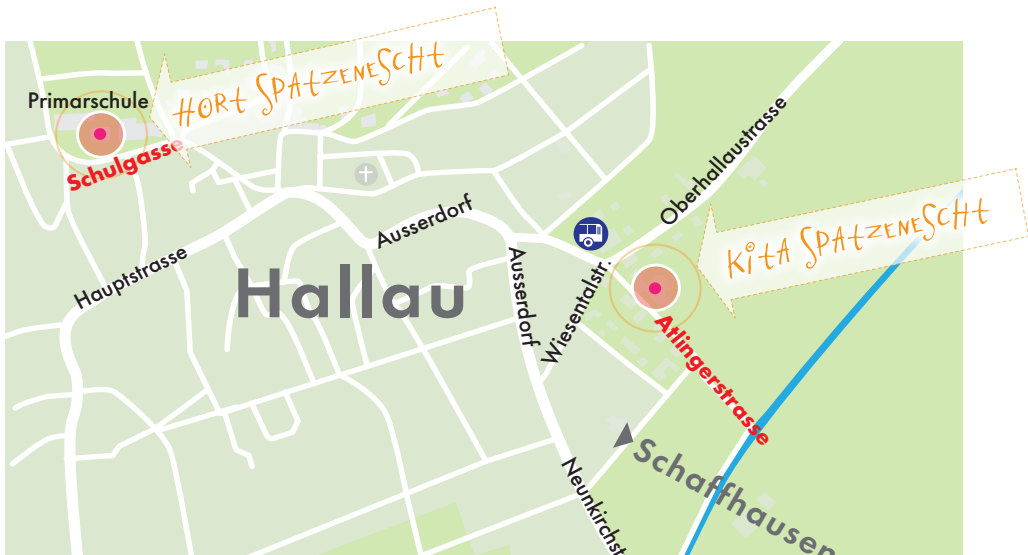 HORT SPATZENESCHT
Primarschule
Schulgasse
Oberhallaustrasse
Ausserdorf
KiTA SPATZENESCHT
Hauptstrasse
Hallau
Ausserdorf
Wiesentalstr.
Atlingerstrasse
Schaffhausen
Neunkirchst